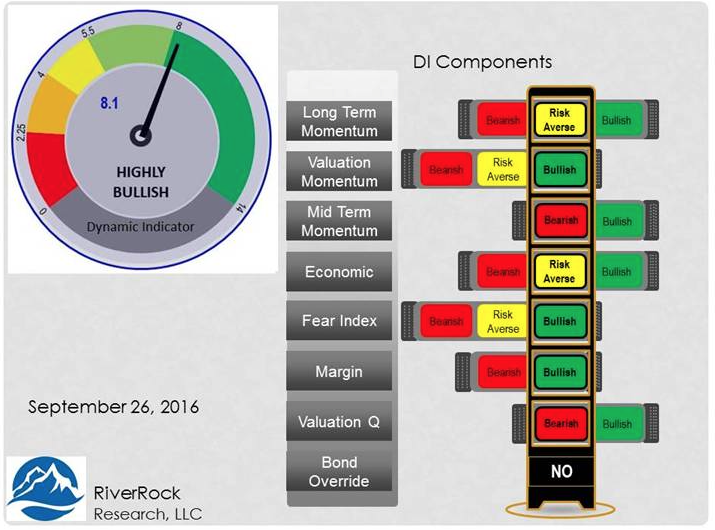 0
2.25
4
5.5
8
14
8.1
HIGHLY
BULLISH
Dynamic Indicator
DI Components
Long Term
Momentum
Bearish
Risk
Averse
Bullish
Valuation
Momentum
Bearish
Risk
Averse
Bullish
Mid Term
Momentum
Bearish
Bullish
Economic
Bearish
Risk
Averse
Bullish
Fear Index
Bearish
Risk
Averse
Bullish
Margin
Bearish
Bullish
Valuation Q
Bearish
Bullish
Bond
Override
NO
September 26, 2016
RiverRock
Research, LLC